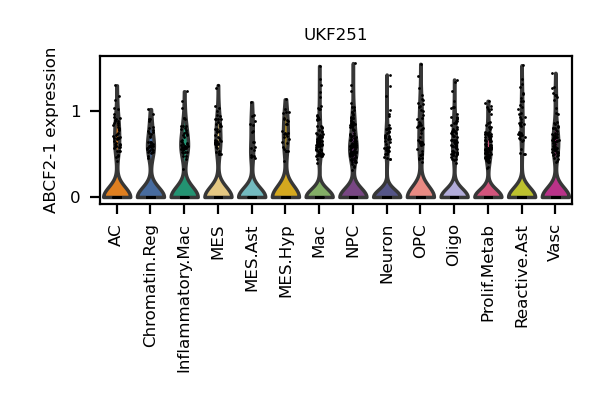 UKF251
ABCF2-1 expression
1
0
AC
Chromatin.Reg
Inflammatory.Mac
MES
MES.Ast
MES.Hyp
Mac
NPC
Neuron
OPC
Oligo
Prolif.Metab
Reactive.Ast
Vasc